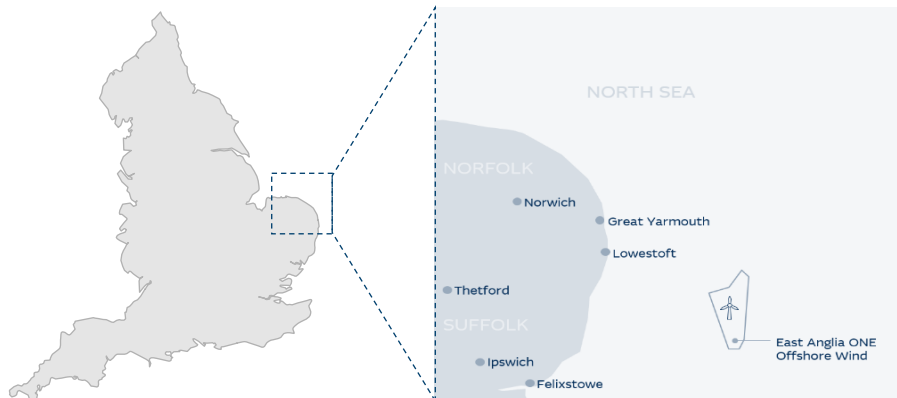 NORTH SEA
NORFOLK
Norwich
Great Yarmouth
Lowestoft
Thetford
SUFFOLK
East Anglia ONE
Offshore Wind
Ipswich
Felixstowe